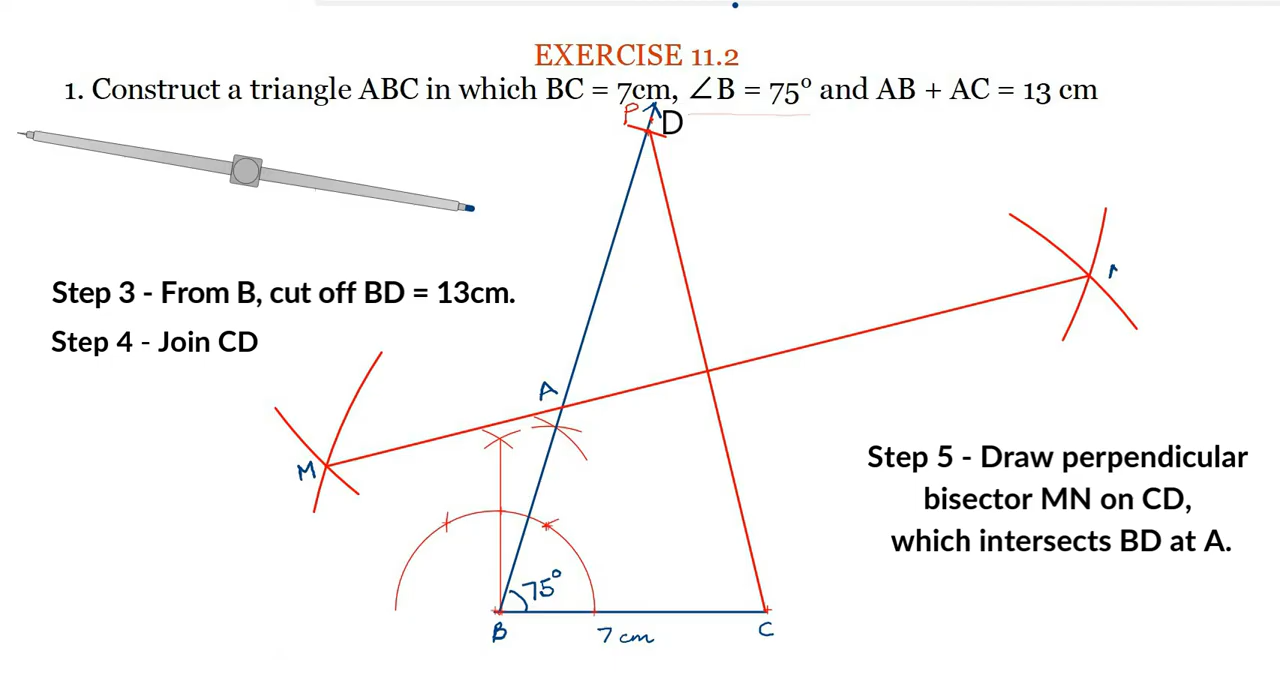 EXERCISE 11.2
1. Construct a triangle ABC in which BC = 7cm, ∠B = 75° and AB + AC = 13 cm
P D
Step 3 - From B, cut off BD = 13cm.
Step 4 - Join CD
A
M
Step 5 - Draw perpendicular
bisector MN on CD,
which intersects BD at A.
75°
B 7 cm C